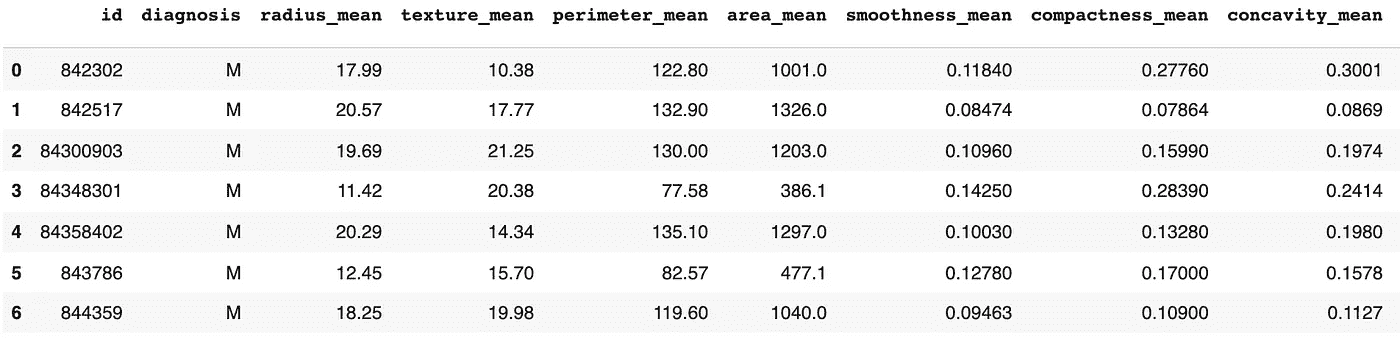 id diagnosis radius_mean texture_mean perimeter_mean area_mean smoothness_mean compactness_mean concavity_mean
0 842302 M 17.99 10.38 122.80 1001.0 0.11840 0.27760 0.3001
1 842517 M 20.57 17.77 132.90 1326.0 0.08474 0.07864 0.0869
2 84300903 M 19.69 21.25 130.00 1203.0 0.10960 0.15990 0.1974
3 84348301 M 11.42 20.38 77.58 386.1 0.14250 0.28390 0.2414
4 84358402 M 20.29 14.34 135.10 1297.0 0.10030 0.13280 0.1980
5 843786 M 12.45 15.70 82.57 477.1 0.12780 0.17000 0.1578
6 844359 M 18.25 19.98 119.60 1040.0 0.09463 0.10900 0.1127